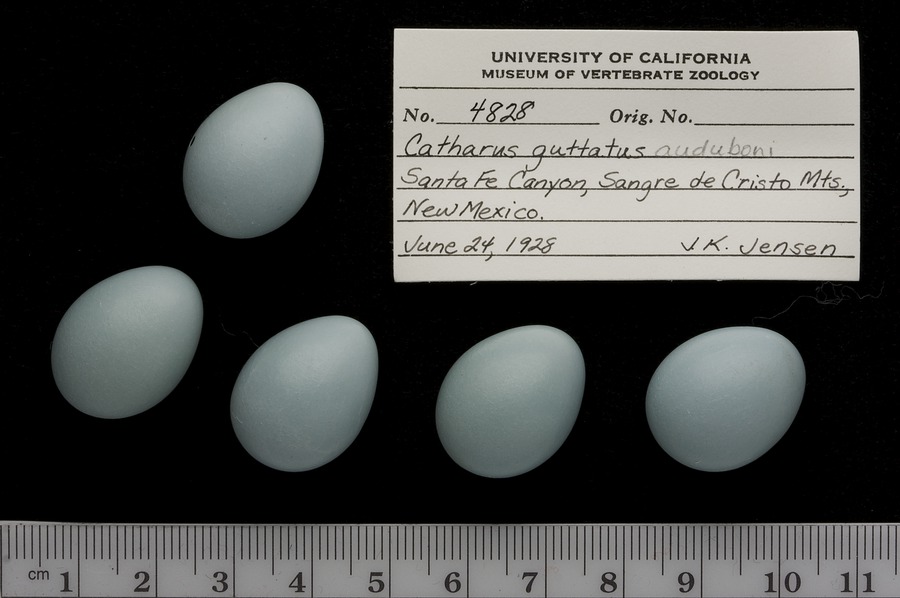 UNIVERSITY OF CALIFORNIA
MUSEUM OF VERTEBRATE ZOOLOGY
No. 4828 Orig. No.
Catharus guttatus auduboni
Santa Fe Canyon, Sangre de Cristo Mts.,
New Mexico.
June 24, 1928 J.K. Jensen
cm 1 2 3 4 5 6 7 8 9 10 11